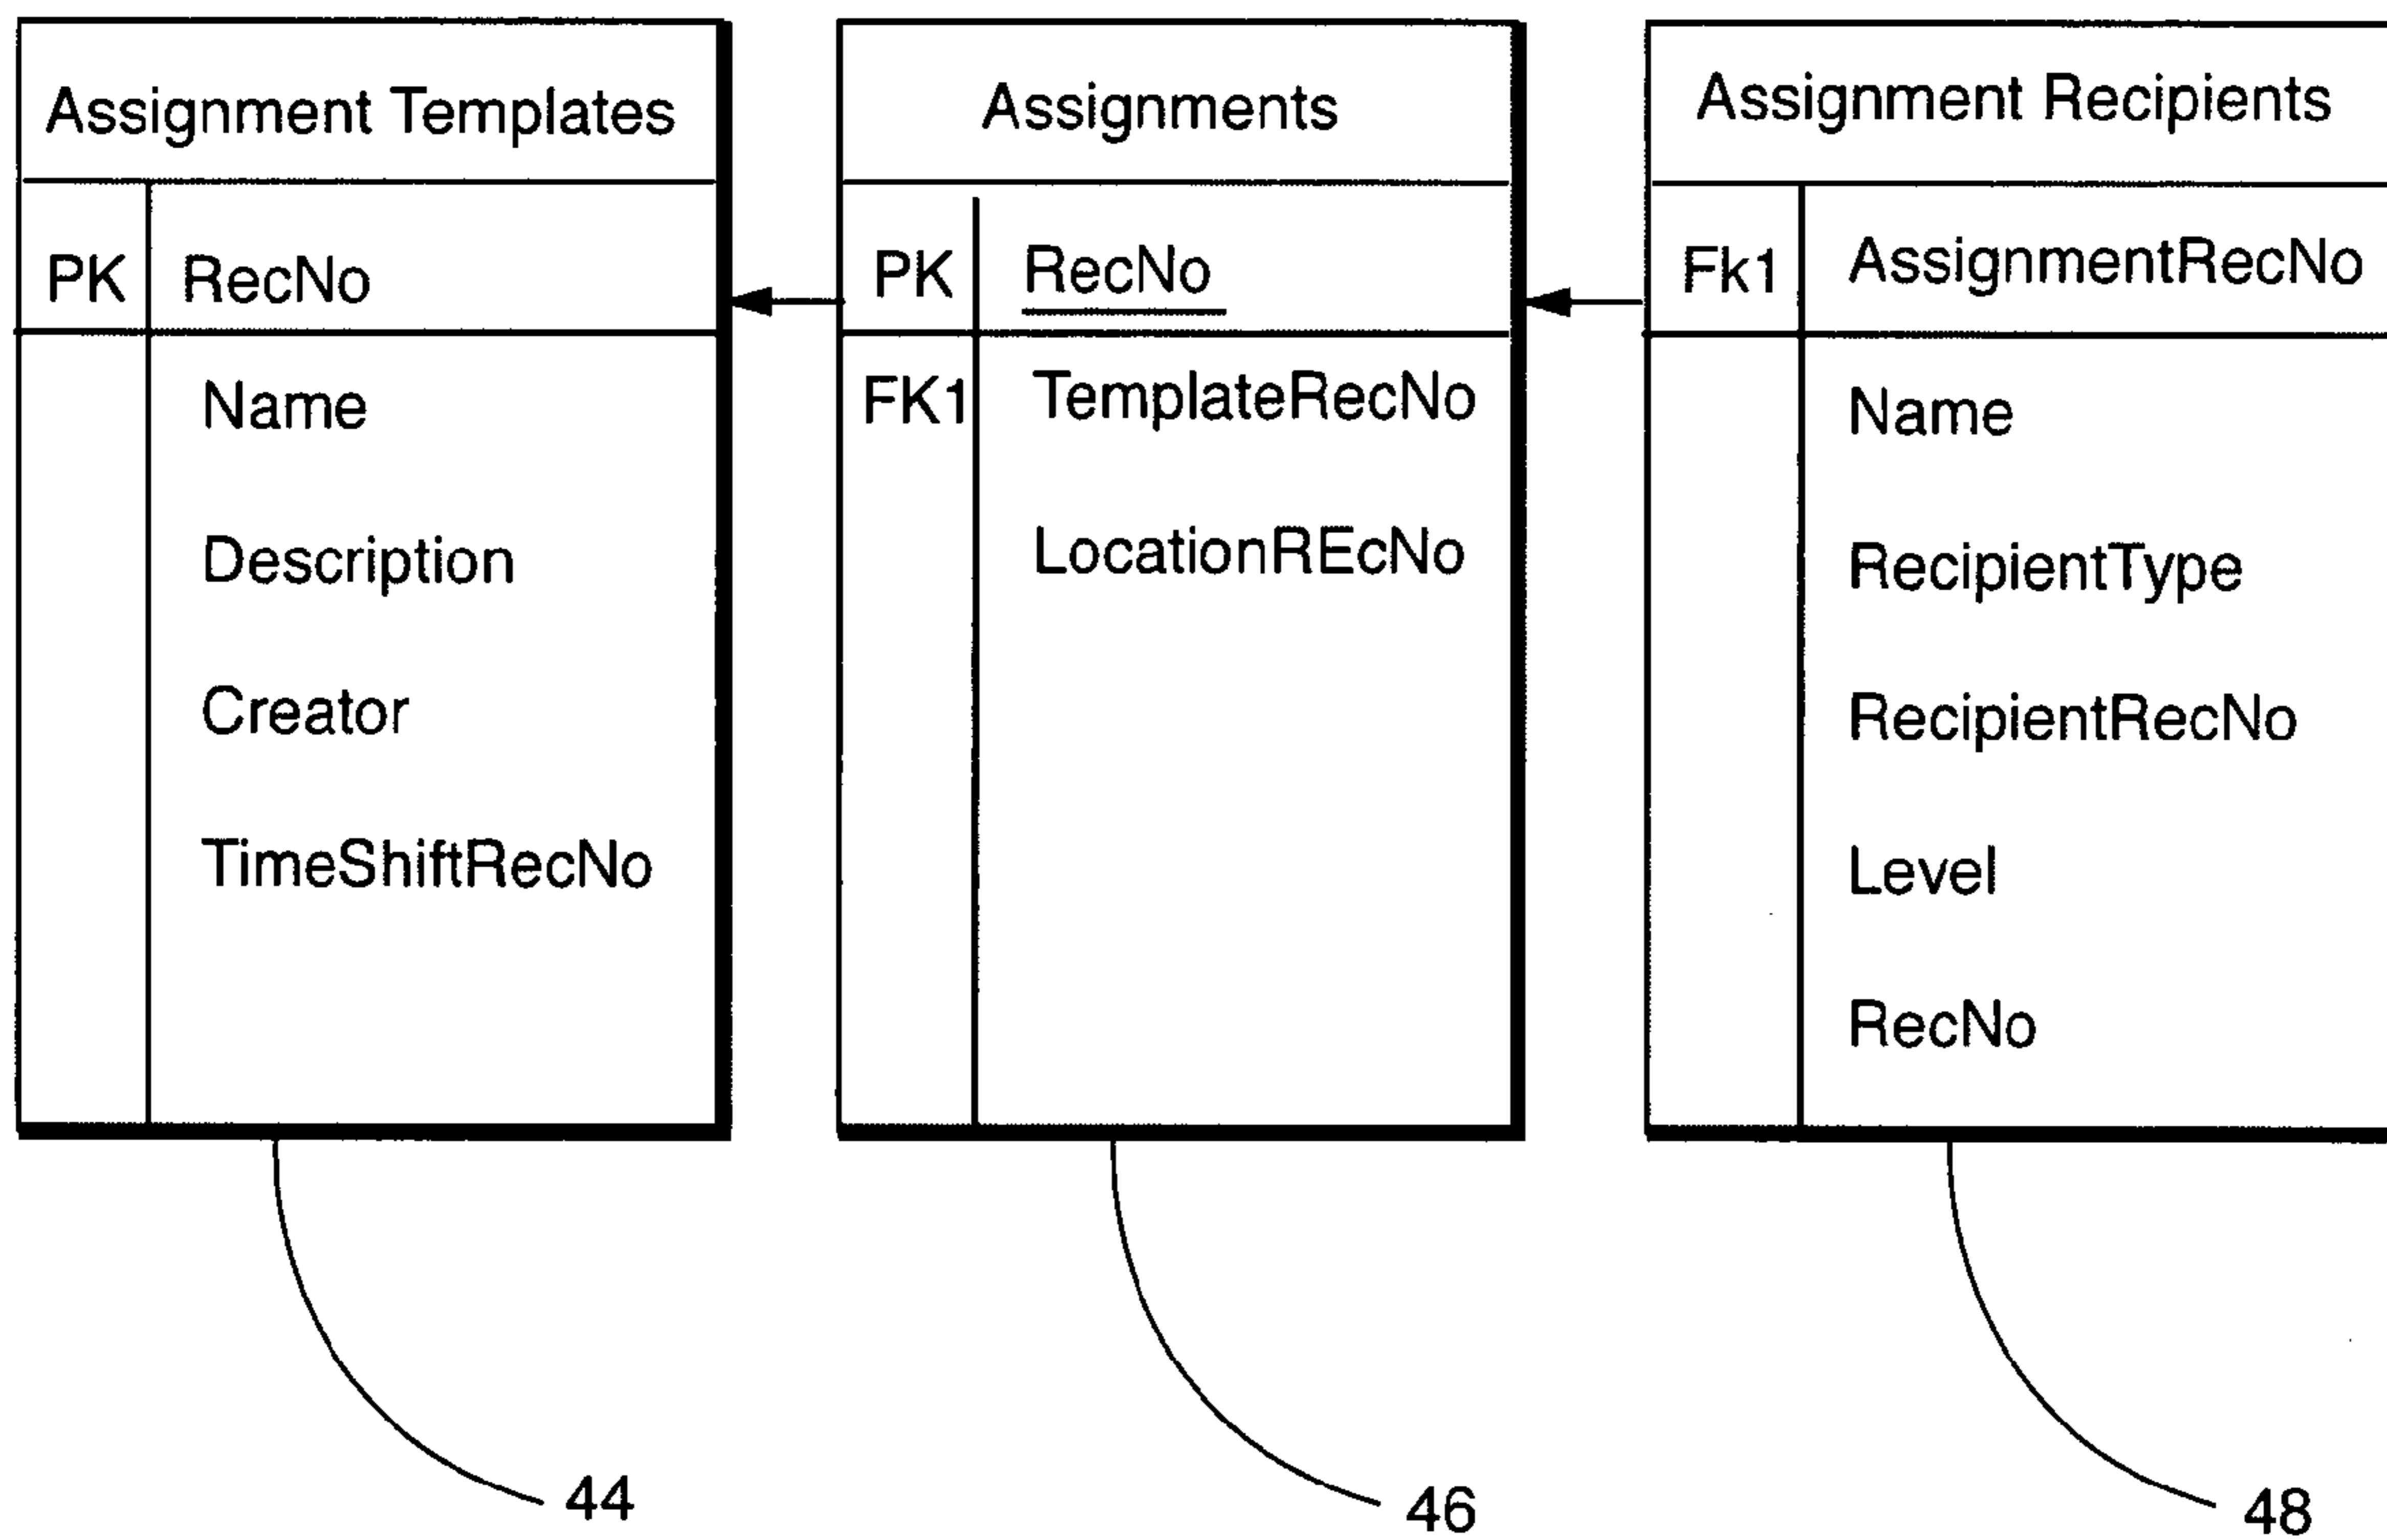 Assignment Templates
PK RecNo
Name
Description
Creator
TimeShiftRecNo
44
Assignments
PK RecNo
FK1 TemplateRecNo
LocationREcNo
46
Assignment Recipients
Fk1 AssignmentRecNo
Name
RecipientType
RecipientRecNo
Level
RecNo
48